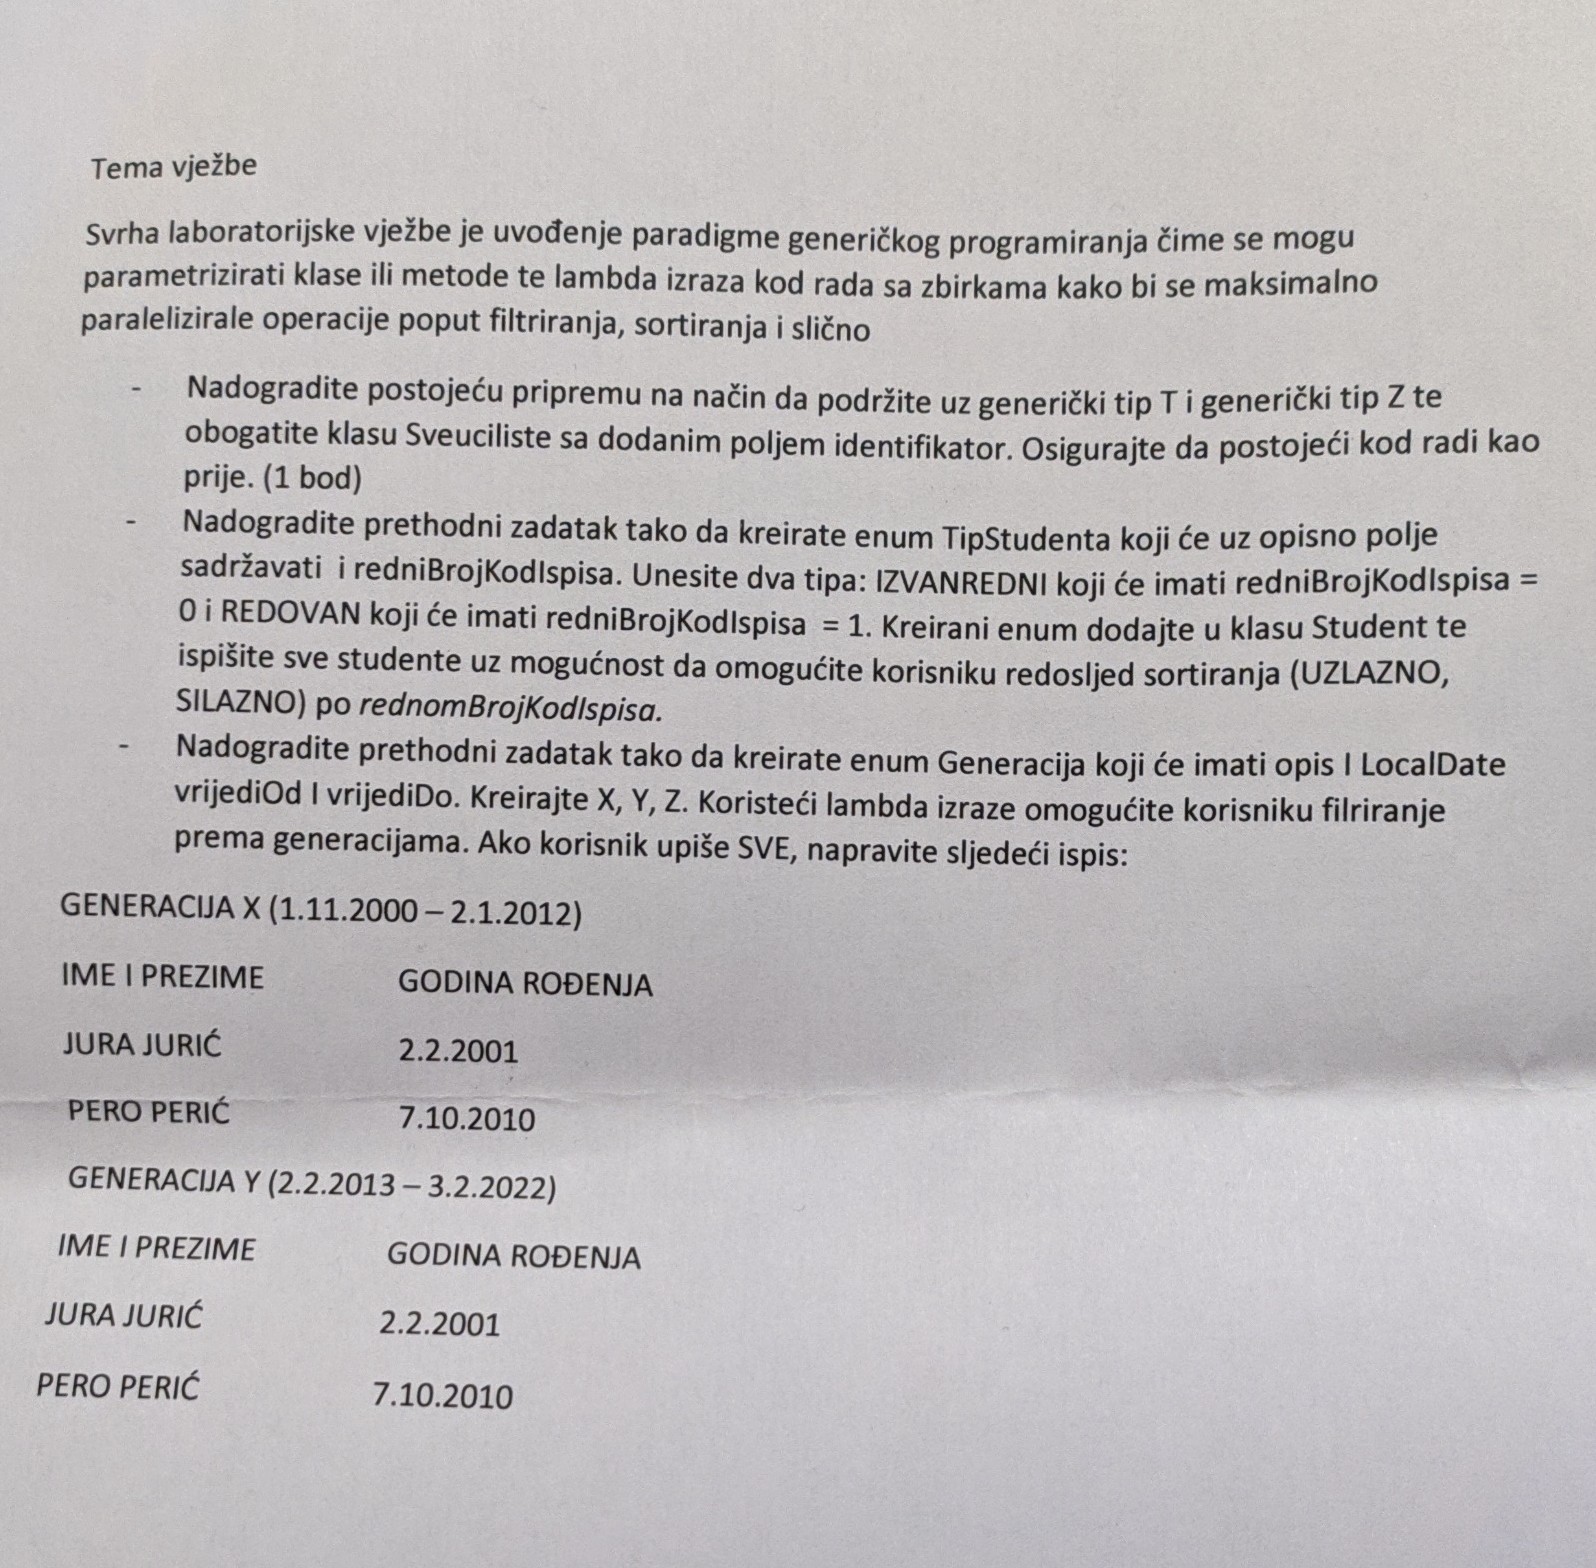 Tema vježbe
Svrha laboratorijske vježbe je uvođenje paradigme generičkog programiranja čime se mogu
parametrizirati klase ili metode te lambda izraza kod rada sa zbirkama kako bi se maksimalno
paralelizirale operacije poput filtriranja, sortiranja i slično
- Nadogradite postojeću pripremu na način da podržite uz generički tip T i generički tip Z te
obogatite klasu Sveuciliste sa dodanim poljem identifikator. Osigurajte da postojeći kod radi kao
prije. (1 bod)
- Nadogradite prethodni zadatak tako da kreirate enum TipStudenta koji će uz opisno polje
sadržavati i redniBrojKodIspisa. Unesite dva tipa: IZVANREDNI koji će imati redniBrojKodIspisa =
0 i REDOVAN koji će imati redniBrojKodIspisa = 1. Kreirani enum dodajte u klasu Student te
ispišite sve studente uz mogućnost da omogućite korisniku redosljed sortiranja (UZLAZNO,
SILAZNO) po rednomBrojKodIspisa.
- Nadogradite prethodni zadatak tako da kreirate enum Generacija koji će imati opis I LocalDate
vrijediOd I vrijediDo. Kreirajte X, Y, Z. Koristeći lambda izraze omogućite korisniku filriranje
prema generacijama. Ako korisnik upiše SVE, napravite sljedeći ispis:
GENERACIJA X (1.11.2000 – 2.1.2012)
IME I PREZIME GODINA ROĐENJA
JURA JURIĆ 2.2.2001
PERO PERIĆ 7.10.2010
GENERACIJA Y (2.2.2013 – 3.2.2022)
IME I PREZIME GODINA ROĐENJA
JURA JURIĆ 2.2.2001
PERO PERIĆ 7.10.2010